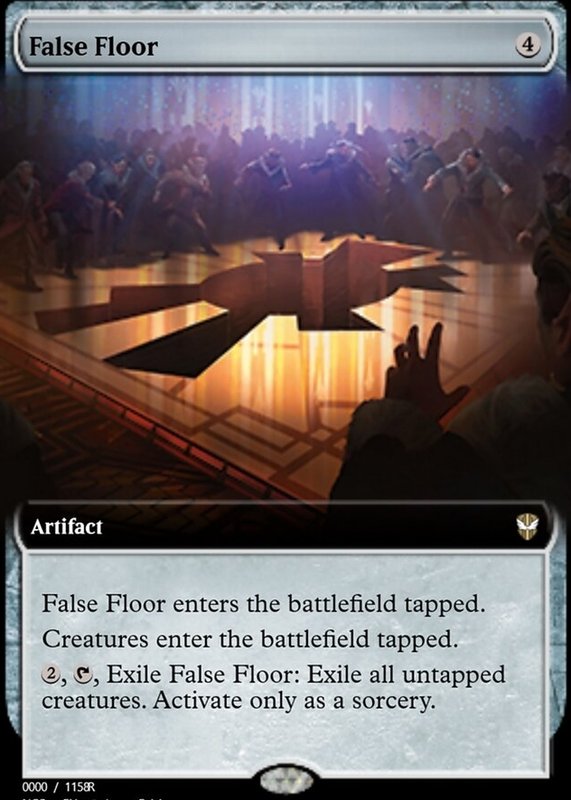 False Floor
4
Artifact
False Floor enters the battlefield tapped.
Creatures enter the battlefield tapped.
2, , Exile False Floor: Exile all untapped
creatures. Activate only as a sorcery.
0000 / 1158R